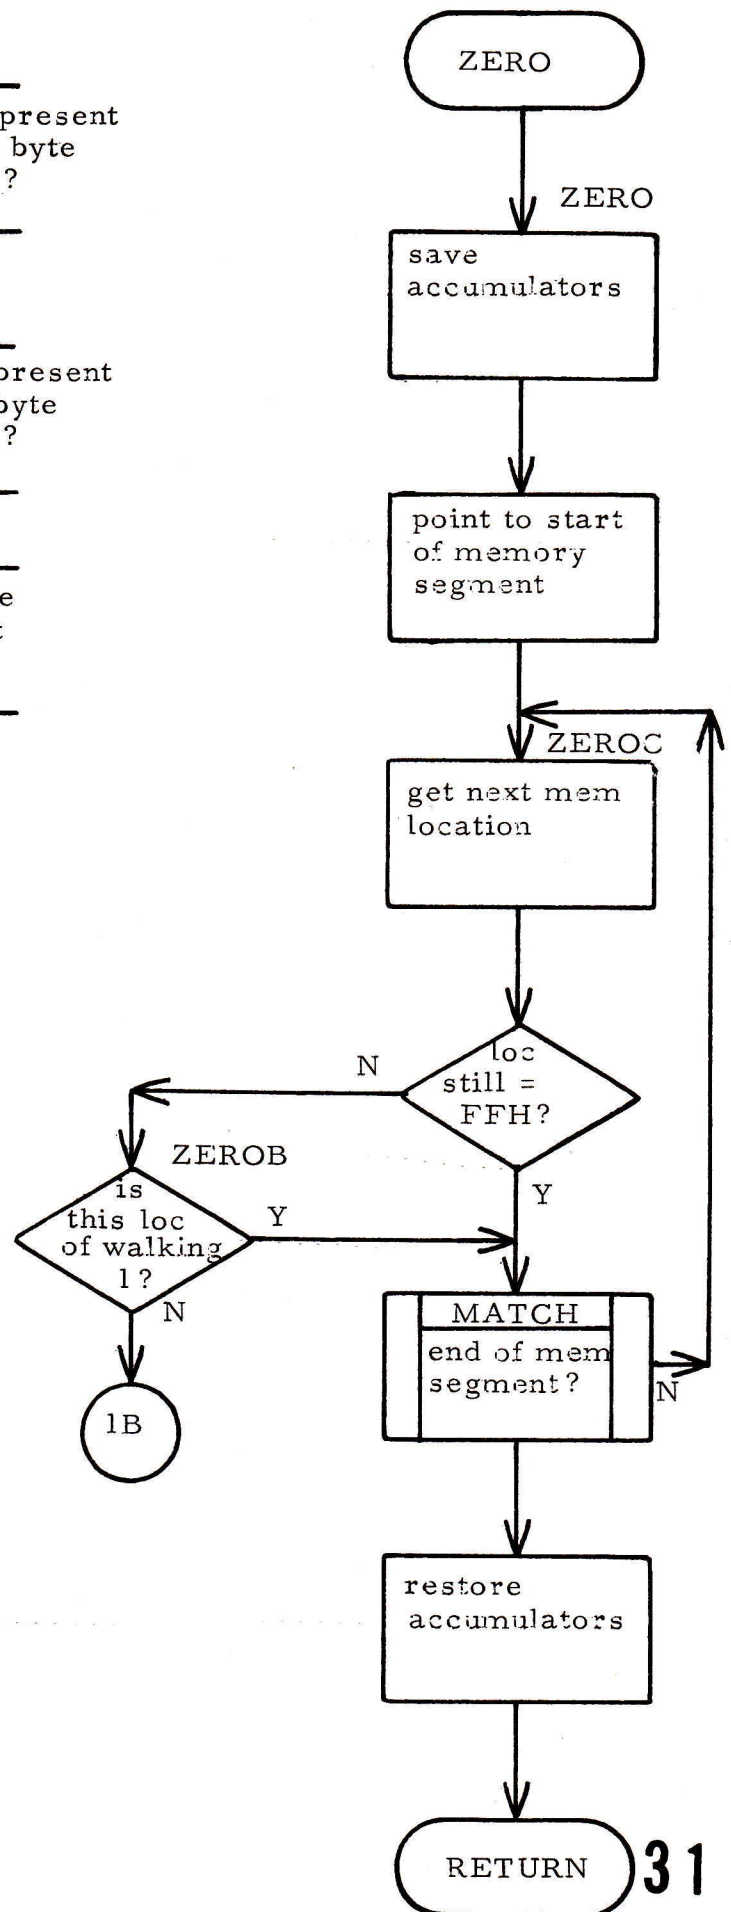 present
byte
?
present
byte
?
e
t
ZERO
ZERO
save
accumulators
point to start
of memory
segment
ZEROC
get next mem
location
loc
still =
FFH?
N
Y
ZEROB
is
this loc
of walking
1?
Y
N
1B
MATCH
end of mem
segment?
N
restore
accumulators
RETURN
31